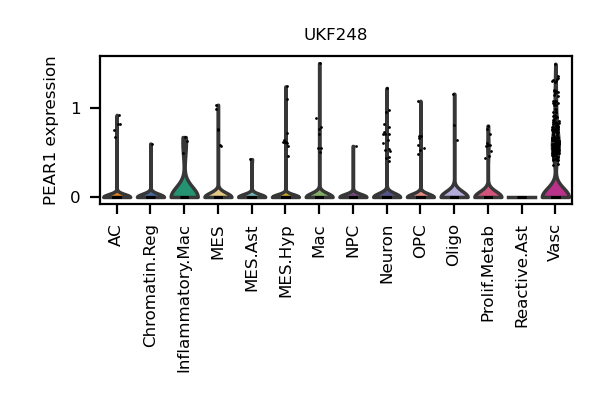 UKF248
PEAR1 expression
1
0
AC
Chromatin.Reg
Inflammatory.Mac
MES
MES.Ast
MES.Hyp
Mac
NPC
Neuron
OPC
Oligo
Prolif.Metab
Reactive.Ast
Vasc